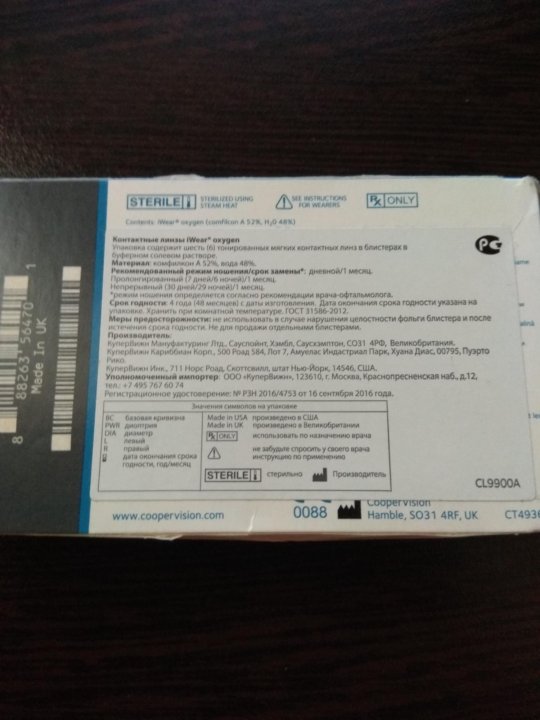 STERILE STERILIZED USING STEAM HEAT
SEE INSTRUCTIONS FOR WEARERS
Rx ONLY
Contents: iWear® oxygen (comfilcon A 52%, H₂O 48%)
Контактные линзы iWear® oxygen
Упаковка содержит шесть (6) тонированных мягких контактных линз в блистерах в
буферном солевом растворе.
Материал: комфилкон А 52%, вода 48%.
Рекомендованный режим ношения/срок замены*: дневной/1 месяц.
Пролонгированный (7 дней/6 ночей)/1 месяц.
Непрерывный (30 дней/29 ночей)/1 месяц.
*режим ношения определяется согласно рекомендации врача-офтальмолога.
Срок годности: 4 года (48 месяцев) с даты изготовления. Дата окончания срока годности указана на
упаковке. Хранить при комнатной температуре. ГОСТ 31586-2012.
Меры предосторожности: не использовать в случае нарушения целостности фольги блистера и после
истечения срока годности. Не для продажи отдельными блистерами.
Производитель:
КуперВижн Мануфактуринг Лтд., Сауспойнт, Хэмбл, Саусхэмптон, СО31 4РФ, Великобритания.
КуперВижн Кариббиан Корп., 500 Роад 584, Лот 7, Амуелас Индастриал Парк, Хуана Диас, 00795, Пуэрто
Рико.
КуперВижн Инк., 711 Норс Роад, Скоттсвилл, штат Нью-Йорк, 14546, США.
Уполномоченный импортер: ООО «КуперВижн», 123610, г. Москва, Краснопресненская наб., д.12,
тел.: +7 495 767 60 74
Регистрационное удостоверение: № РЗН 2016/4753 от 16 сентября 2016 года.
Значения символов на упаковке
BC базовая кривизна
PWR диоптрия
DIA диаметр
L левый
R правый
дата окончания срока
годности, год/месяц
Made in USA произведено в США
Made in UK произведено в Великобритании
Rx ONLY использовать по назначению врача
не забудьте спросить у своего врача
инструкцию по применению
STERILE стерильно
Производитель
CL9900A
www.coopervision.com
0088
CooperVision
Hamble, SO31 4RF, UK
CT4936
Made In UK
8 88263 55470 1